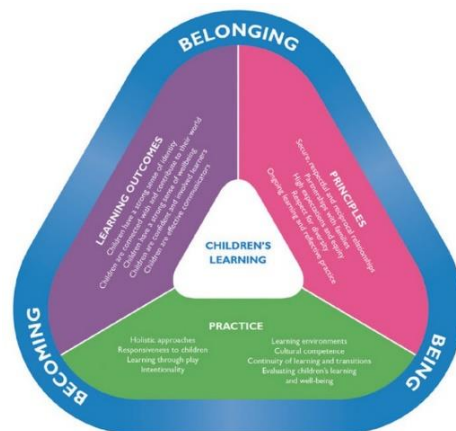 BELONGING
LEARNING OUTCOMES
Children have a strong sense of identity
Children are connected with and contribute to their world
Children have a strong sense of wellbeing
Children are confident and involved learners
Children are effective communicators
PRINCIPLES
Secure, respectful and reciprocal relationships
Partnerships with families
High expectations and equity
Respect for diversity
Ongoing learning and reflective practice
CHILDREN'S
LEARNING
PRACTICE
Holistic approaches
Responsiveness to children
Learning through play
Intentionality
Learning environments
Cultural competence
Continuity of learning and transitions
Evaluating children's learning
and well-being
BECOMING
BEING